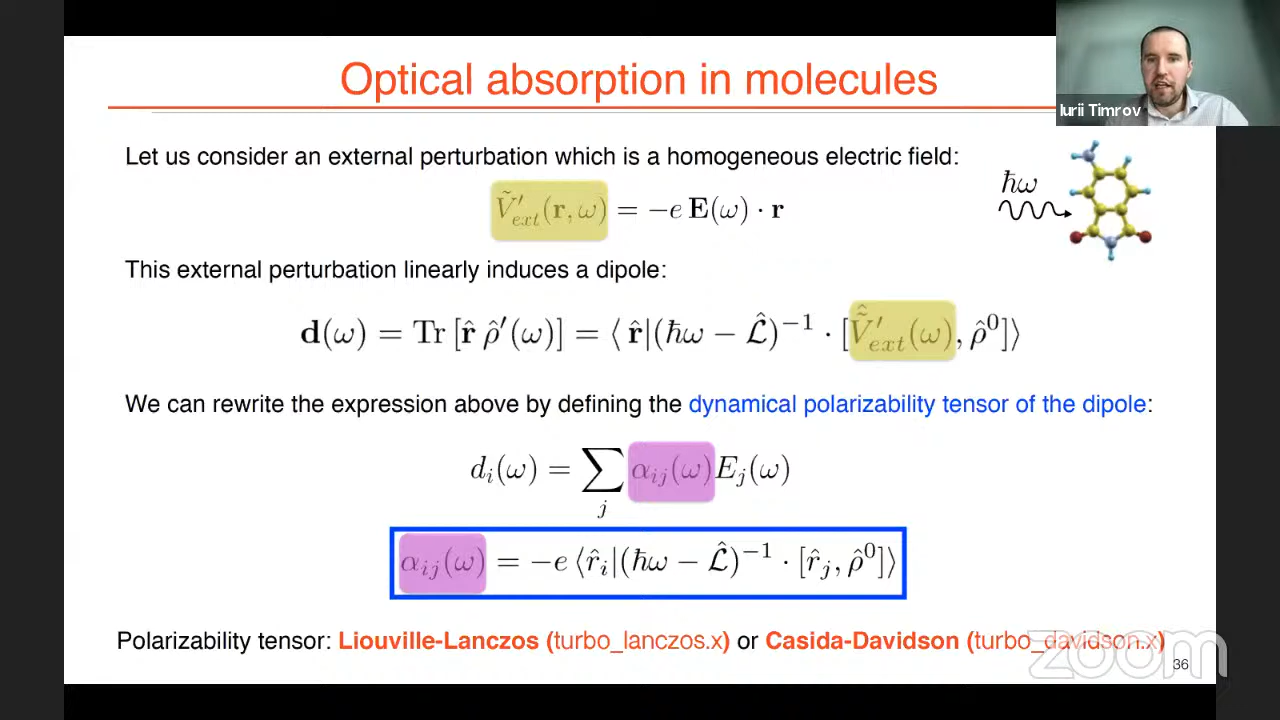 Optical absorption in molecules
Iurii Timrov
Let us consider an external perturbation which is a homogeneous electric field:
Ṽ′ext(r, ω) = −e E(ω) · r
ħω
This external perturbation linearly induces a dipole:
d(ω) = Tr [r̂ ρ̂′(ω)] = ⟨ r̂|(ħω − ℒ̂)⁻¹ · [Ṽ̂′ext(ω), ρ̂⁰]⟩
We can rewrite the expression above by defining the dynamical polarizability tensor of the dipole:
dᵢ(ω) = ∑ⱼ αᵢⱼ(ω)Eⱼ(ω)
αᵢⱼ(ω) = −e ⟨r̂ᵢ|(ħω − ℒ̂)⁻¹ · [r̂ⱼ, ρ̂⁰]⟩
Polarizability tensor: Liouville-Lanczos (turbo_lanczos.x) or Casida-Davidson (turbo_davidson.x)
zoom
36